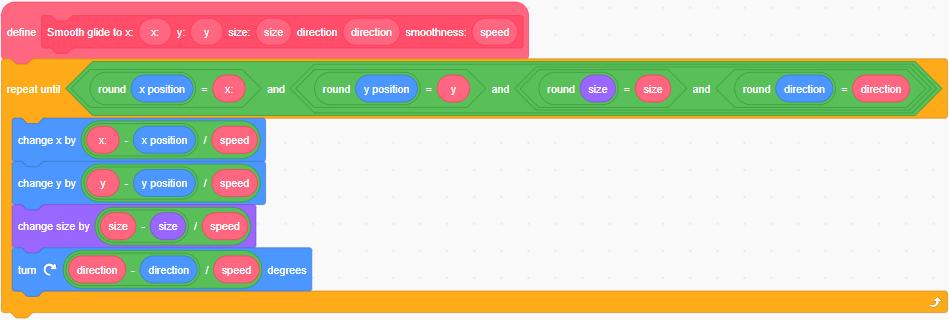 define Smooth glide to x: x: y: y size: size direction direction smoothness: speed
repeat until round x position = x: and round y position = y and round size = size and round direction = direction
change x by x: - x position / speed
change y by y - y position / speed
change size by size - size / speed
turn direction - direction / speed degrees